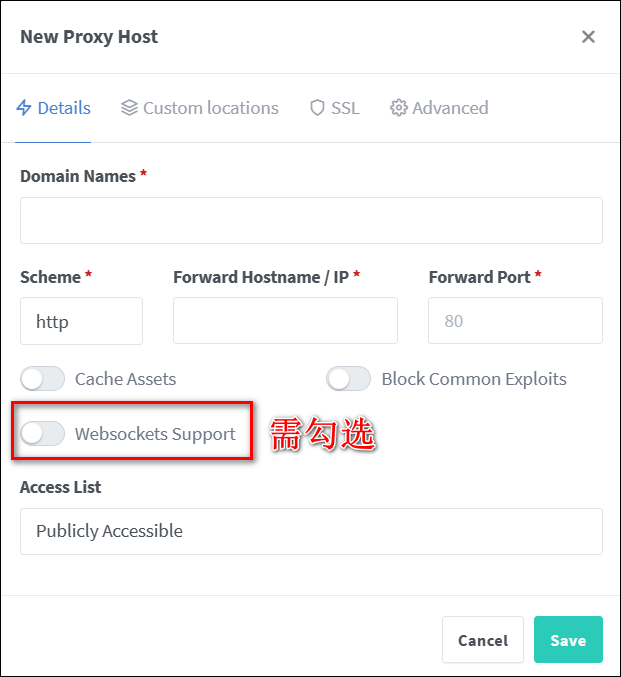 New Proxy Host
Details Custom locations SSL Advanced
Domain Names *
Scheme * Forward Hostname / IP * Forward Port *
http 80
Cache Assets Block Common Exploits
Websockets Support 需勾选
Access List
Publicly Accessible
Cancel Save